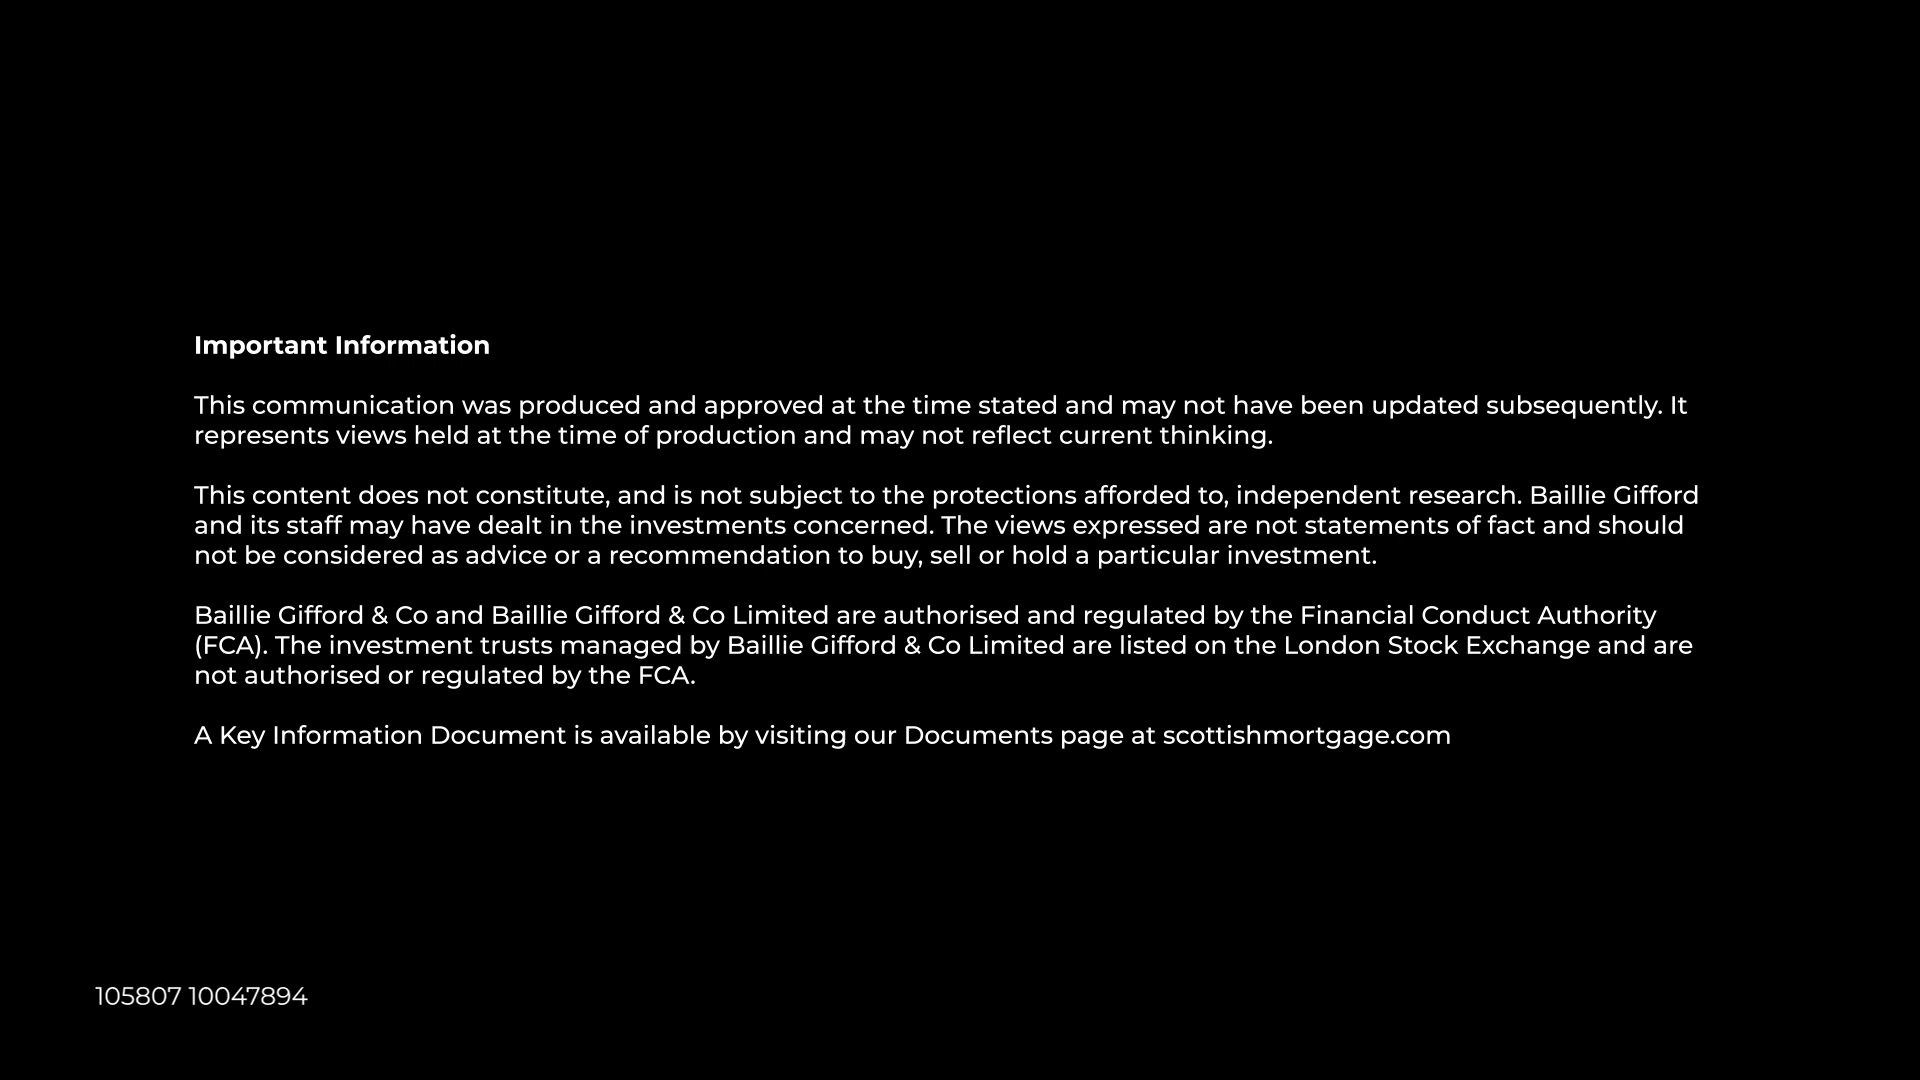 Important Information
This communication was produced and approved at the time stated and may not have been updated subsequently. It
represents views held at the time of production and may not reflect current thinking.
This content does not constitute, and is not subject to the protections afforded to, independent research. Baillie Gifford
and its staff may have dealt in the investments concerned. The views expressed are not statements of fact and should
not be considered as advice or a recommendation to buy, sell or hold a particular investment.
Baillie Gifford & Co and Baillie Gifford & Co Limited are authorised and regulated by the Financial Conduct Authority
(FCA). The investment trusts managed by Baillie Gifford & Co Limited are listed on the London Stock Exchange and are
not authorised or regulated by the FCA.
A Key Information Document is available by visiting our Documents page at scottishmortgage.com
105807 10047894